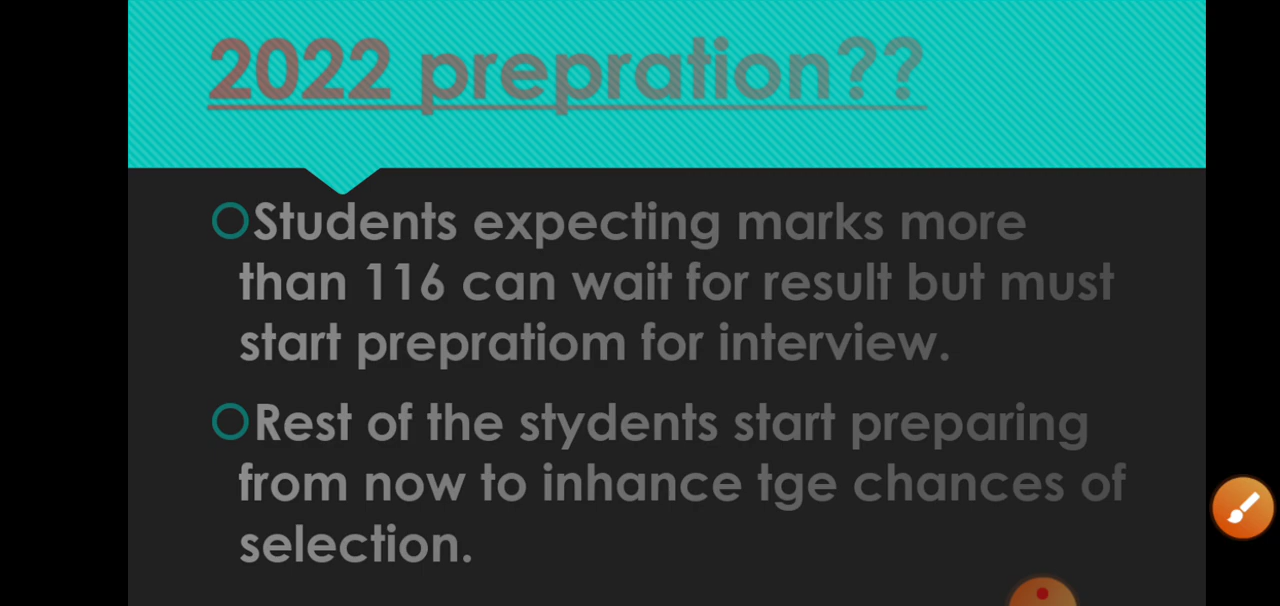 2022 prepration??
Students expecting marks more
than 116 can wait for result but must
start prepratiom for interview.
Rest of the stydents start preparing
from now to inhance tge chances of
selection.